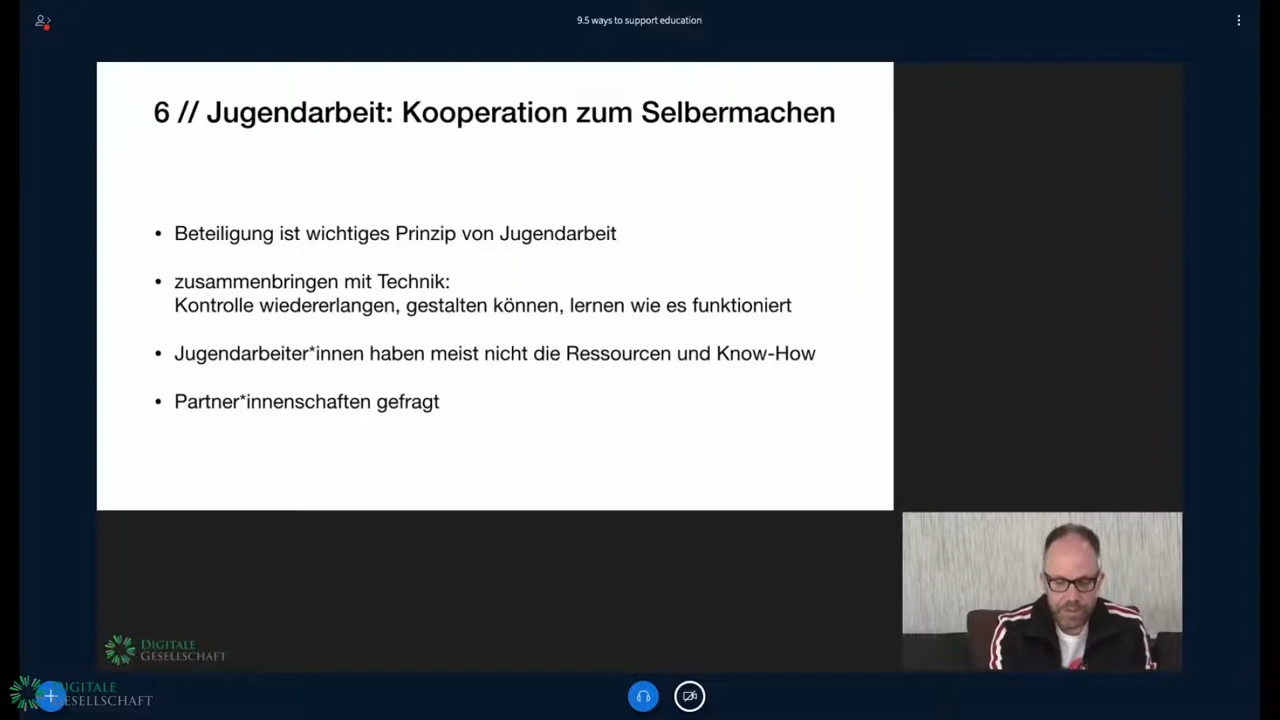 9.5 ways to support education
6 // Jugendarbeit: Kooperation zum Selbermachen
• Beteiligung ist wichtiges Prinzip von Jugendarbeit
• zusammenbringen mit Technik:
Kontrolle wiedererlangen, gestalten können, lernen wie es funktioniert
• Jugendarbeiter*innen haben meist nicht die Ressourcen und Know-How
• Partner*innenschaften gefragt
DIGITALE
GESELLSCHAFT
DIGITALE
GESELLSCHAFT